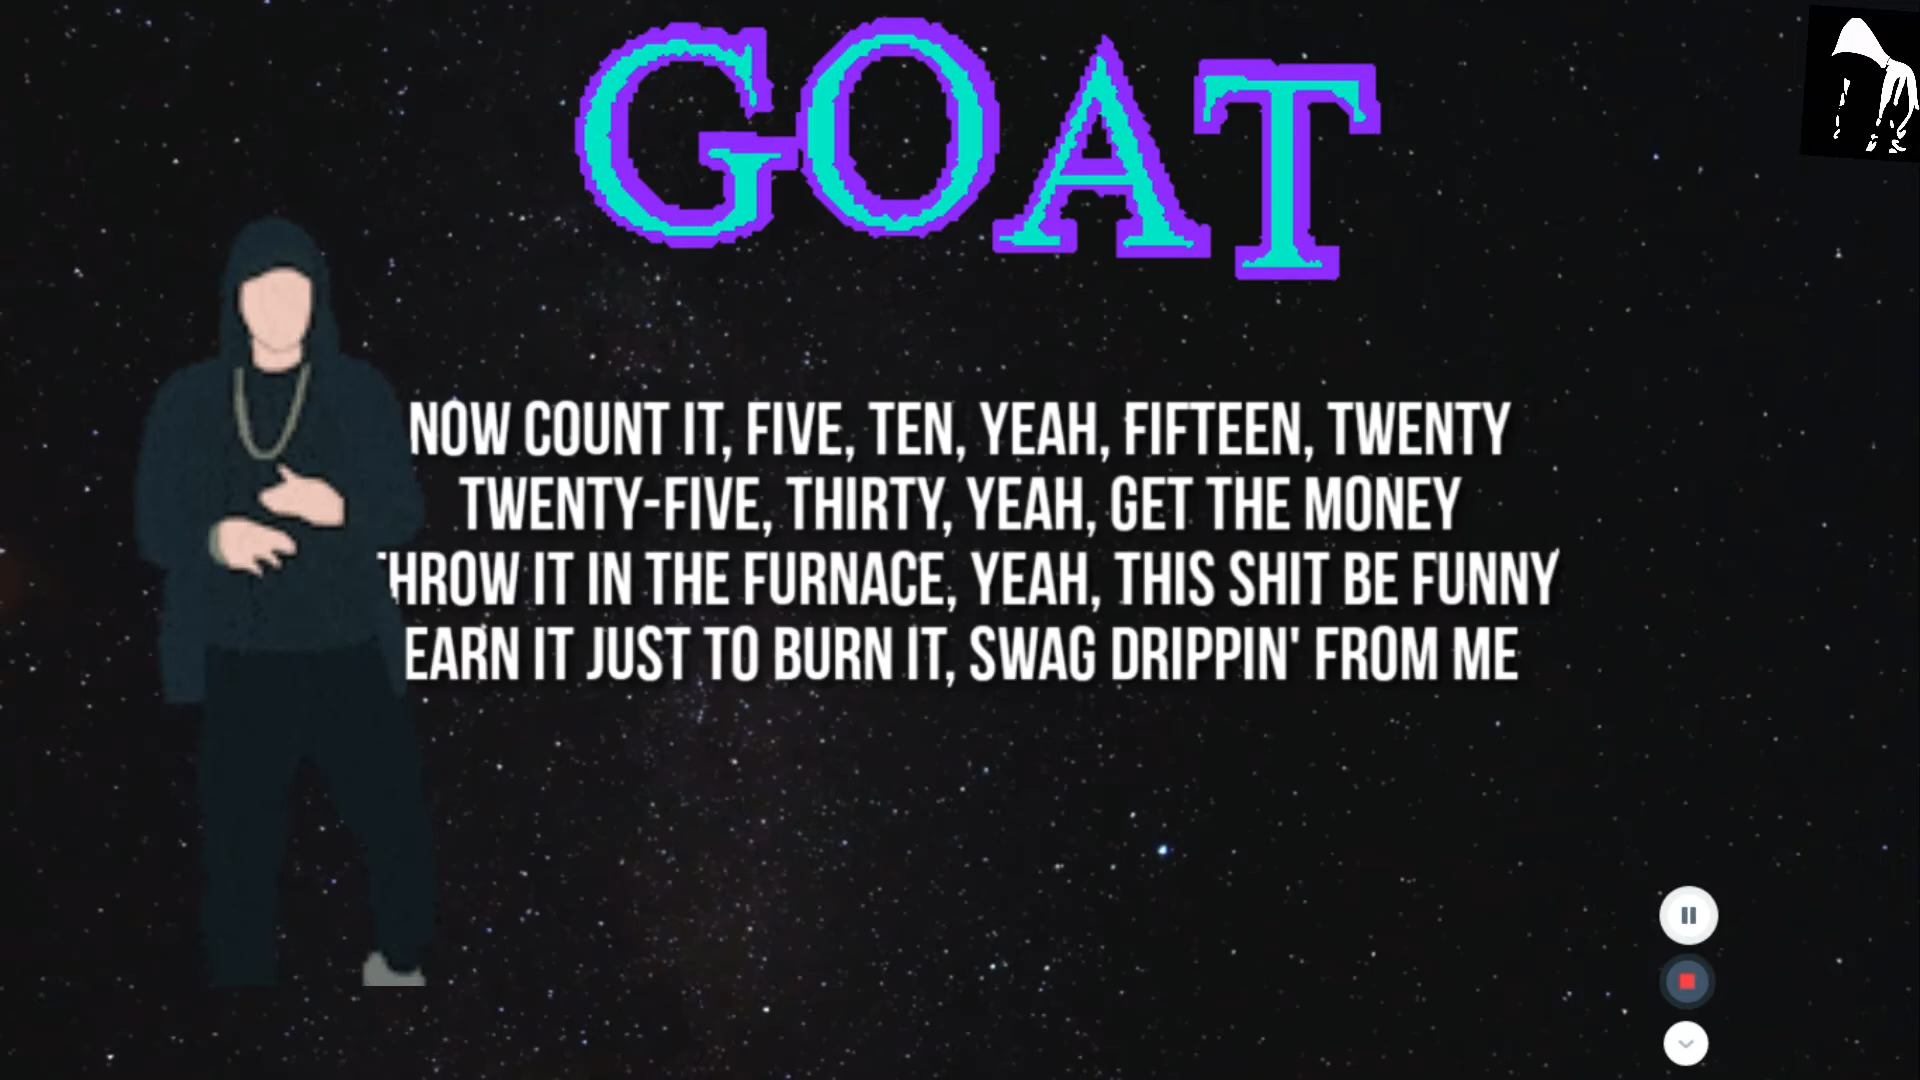 GOAT
NOW COUNT IT, FIVE, TEN, YEAH, FIFTEEN, TWENTY
TWENTY-FIVE, THIRTY, YEAH, GET THE MONEY
THROW IT IN THE FURNACE, YEAH, THIS SHIT BE FUNNY
EARN IT JUST TO BURN IT, SWAG DRIPPIN' FROM ME